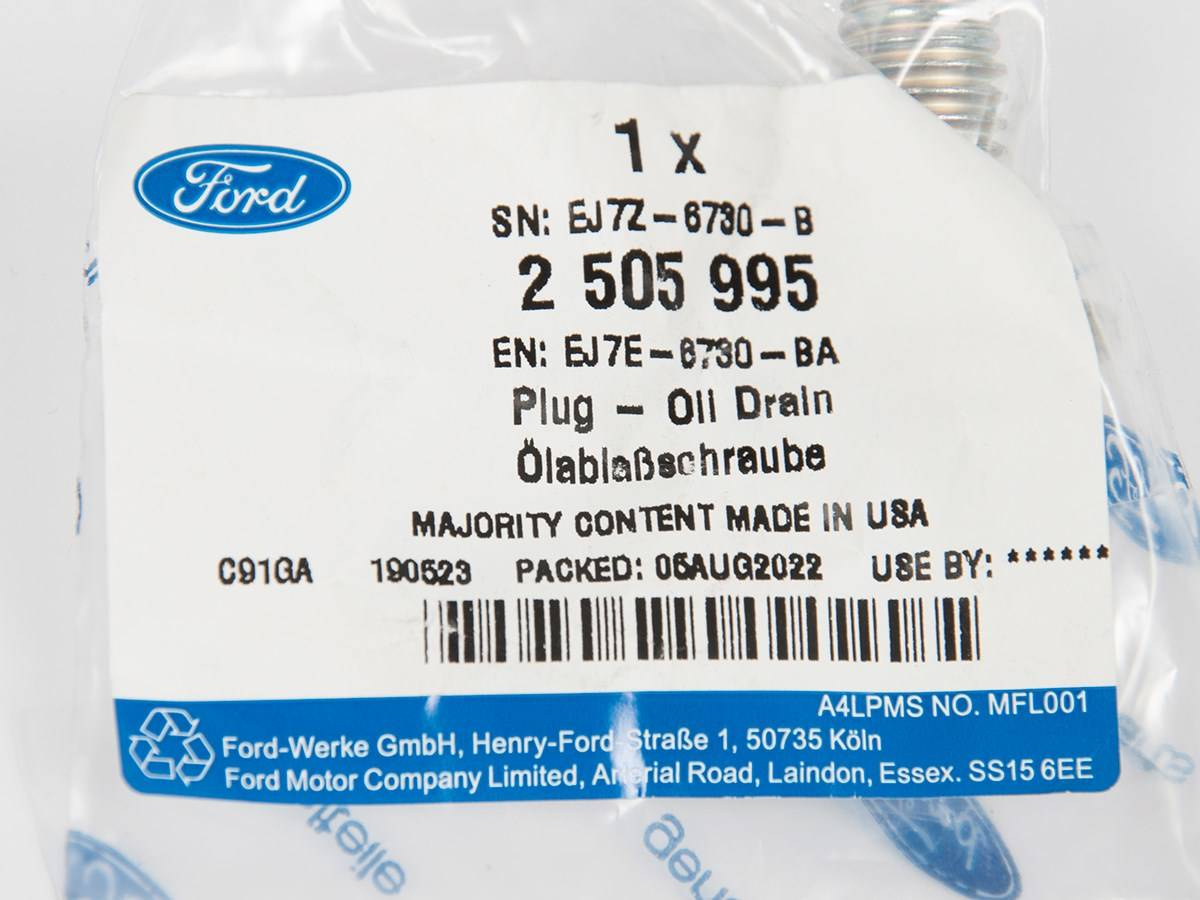 Ford
1 x
SN: EJ7Z-6730-B
2 505 995
EN: EJ7E-6730-BA
Plug - Oil Drain
Ölablaßschraube
MAJORITY CONTENT MADE IN USA
C91GA 190523 PACKED: 05AUG2022 USE BY: ******
A4LPMS NO. MFL001
Ford-Werke GmbH, Henry-Ford-Straße 1, 50735 Köln
Ford Motor Company Limited, Arterial Road, Laindon, Essex. SS15 6EE